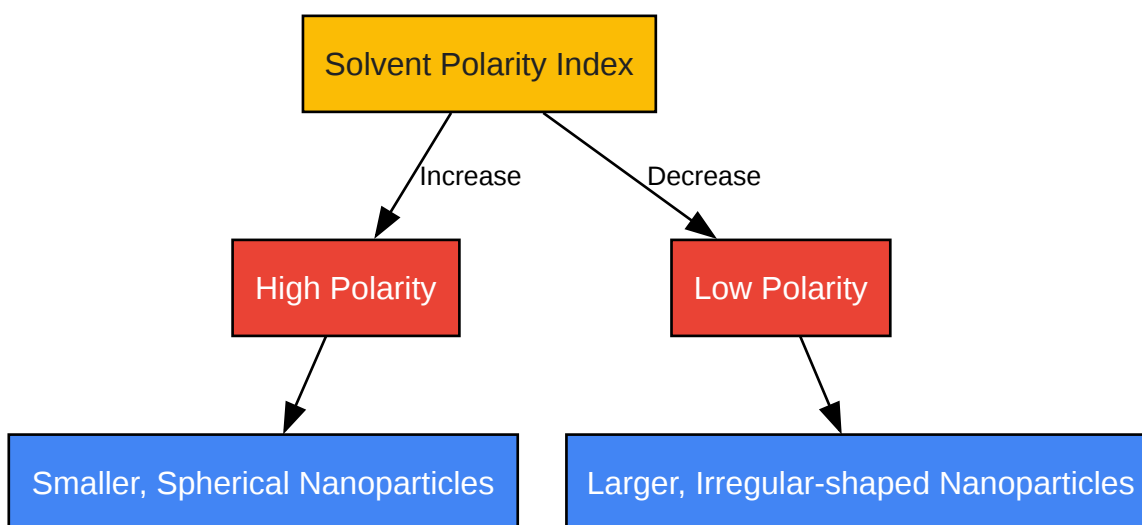 Solvent Polarity Index
Increase
Decrease
High Polarity
Low Polarity
Smaller, Spherical Nanoparticles
Larger, Irregular-shaped Nanoparticles